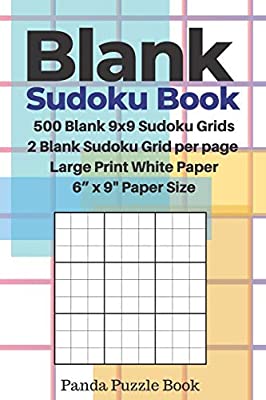 Blank
Sudoku Book
500 Blank 9x9 Sudoku Grids
2 Blank Sudoku Grid per page
Large Print White Paper
6” x 9" Paper Size
Panda Puzzle Book